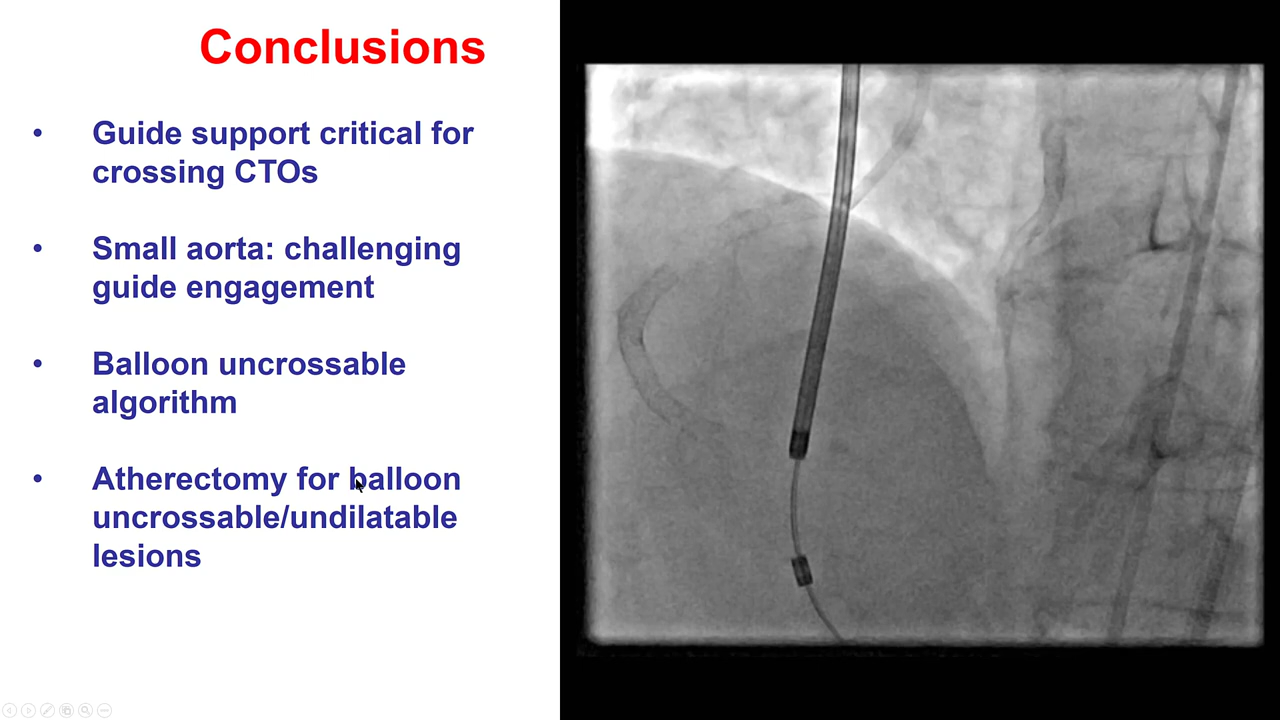 Conclusions
• Guide support critical for
crossing CTOs
• Small aorta: challenging
guide engagement
• Balloon uncrossable
algorithm
• Atherectomy for balloon
uncrossable/undilatable
lesions